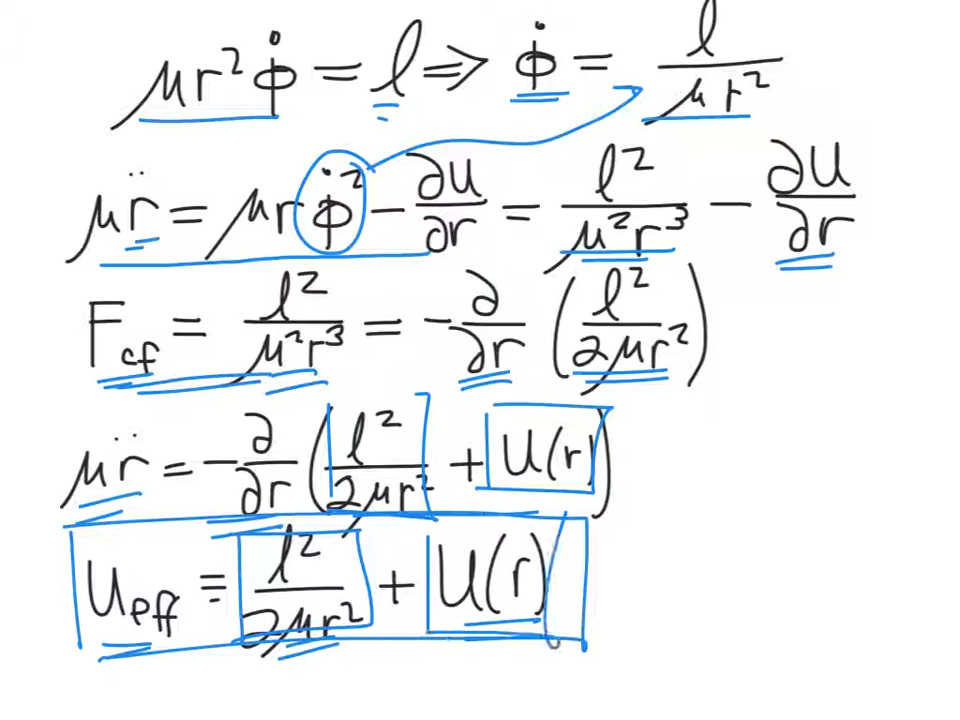 μr²φ̇ = l ⇒ φ̇ = l/(μr²)
μr̈ = μrφ̇² − ∂U/∂r = l²/(μ²r³) − ∂U/∂r
F_cf = l²/(μ²r³) = −∂/∂r (l²/(2μr²))
μr̈ = −∂/∂r (l²/(2μr²) + U(r))
U_eff ≡ l²/(2μr²) + U(r)